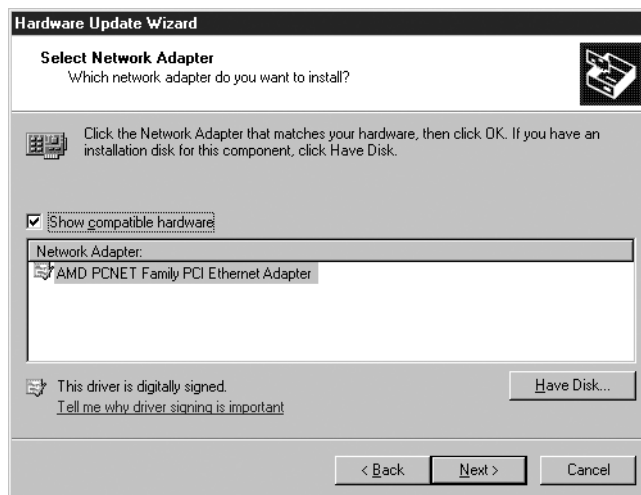 Hardware Update Wizard
Select Network Adapter
Which network adapter do you want to install?
Click the Network Adapter that matches your hardware, then click OK. If you have an
installation disk for this component, click Have Disk.
Show compatible hardware
Network Adapter:
AMD PCNET Family PCI Ethernet Adapter
This driver is digitally signed.
Have Disk...
Tell me why driver signing is important
< Back
Next >
Cancel